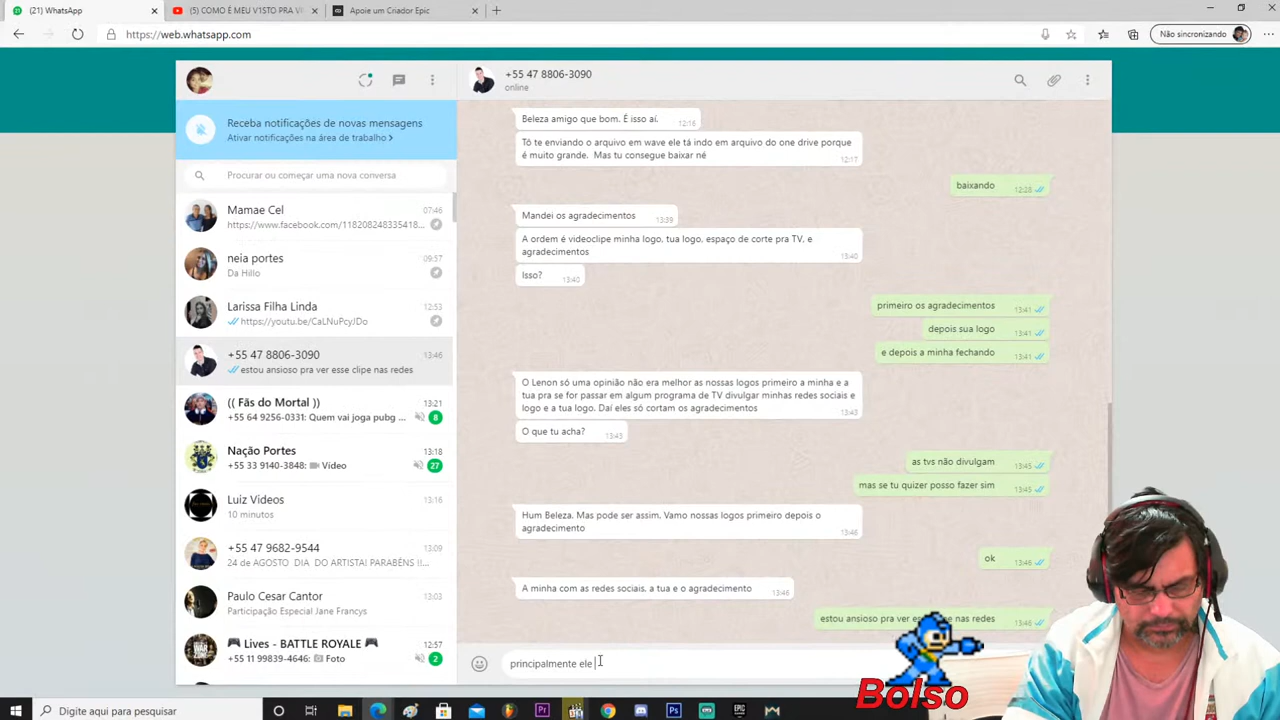 (21) WhatsApp
(5) COMO É MEU V1STO PRA V
Apoie um Criador Epic
https://web.whatsapp.com
Não sincronizando
Receba notificações de novas mensagens
Ativar notificações na área de trabalho
Procurar ou começar uma nova conversa
Mamae Cel
07:46
https://www.facebook.com/118208248335418...
neia portes
09:57
Da Hillo
Larissa Filha Linda
12:53
https://youtu.be/CaLNuPcyJDo
+55 47 8806-3090
13:46
estou ansioso pra ver esse clipe nas redes
(( Fãs do Mortal ))
13:21
+55 64 9256-0331: Quem vai joga pubg ...
8
Nação Portes
13:18
+55 33 9140-3848: Vídeo
27
Luiz Videos
13:16
10 minutos
+55 47 9682-9544
13:09
24 de AGOSTO DIA DO ARTISTA! PARABÉNS !!...
Paulo Cesar Cantor
13:03
Participação Especial Jane Francys
Lives - BATTLE ROYALE
12:57
+55 11 99839-4646: Foto
2
+55 47 8806-3090
online
Beleza amigo que bom. É isso aí.
12:16
Tô te enviando o arquivo em wave ele tá indo em arquivo do one drive porque
é muito grande. Mas tu consegue baixar né
12:17
baixando
12:28
Mandei os agradecimentos
13:39
A ordem é videoclipe minha logo, tua logo, espaço de corte pra TV, e
agradecimentos
13:40
Isso?
13:40
primeiro os agradecimentos
13:41
depois sua logo
13:41
e depois a minha fechando
13:41
O Lenon só uma opinião não era melhor as nossas logos primeiro a minha e a
tua pra se for passar em algum programa de TV divulgar minhas redes sociais e
logo e a tua logo. Daí eles só cortam os agradecimentos
13:43
O que tu acha?
13:43
as tvs não divulgam
13:45
mas se tu quizer posso fazer sim
13:45
Hum Beleza. Mas pode ser assim. Vamo nossas logos primeiro depois o
agradecimento
13:46
ok
13:46
A minha com as redes sociais, a tua e o agradecimento
13:46
estou ansioso pra ver nas redes
13:46
principalmente ele
Bolso
Digite aqui para pesquisar